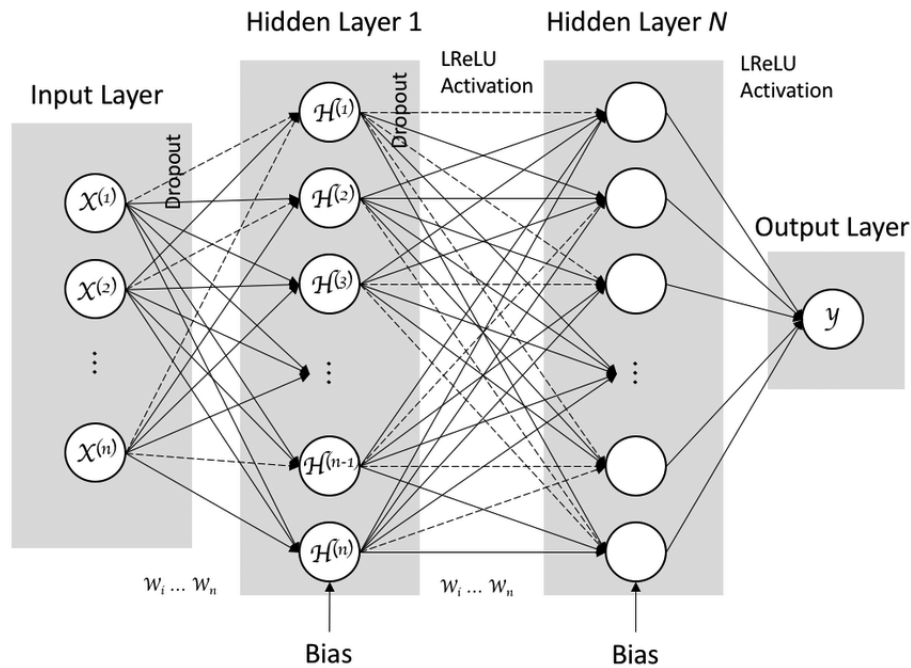 Hidden Layer 1
Hidden Layer N
LReLU
Activation
LReLU
Activation
Input Layer
Dropout
Dropout
H(1)
X(1)
H(2)
Output Layer
X(2)
H(3)
y
⋮
⋮
⋮
X(n)
H(n-1)
H(n)
Wi ... Wn
Wi ... Wn
Bias
Bias